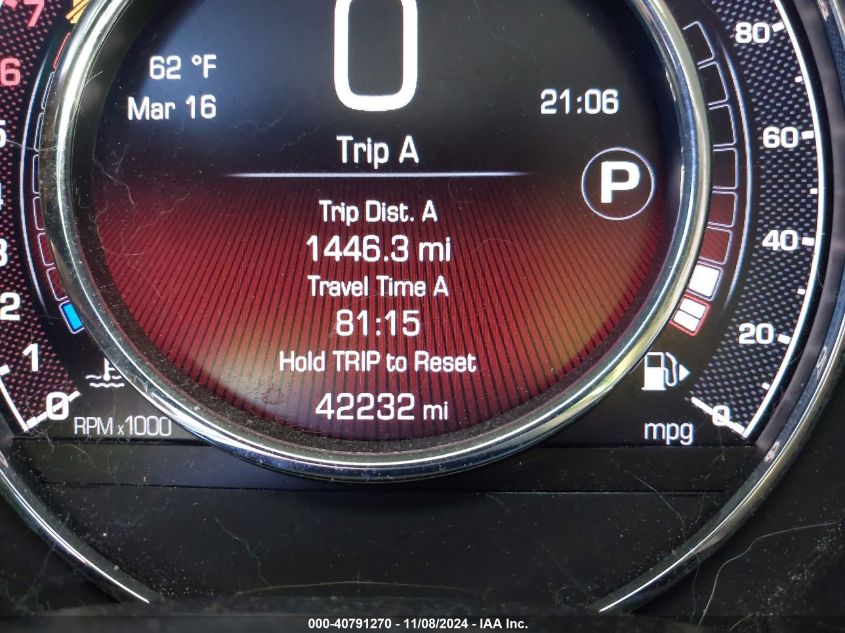 7
6
5
4
3
2
1
0
RPM x1000
62 °F
Mar 16
0
21:06
Trip A
P
Trip Dist. A
1446.3 mi
Travel Time A
81:15
Hold TRIP to Reset
42232 mi
80
60
40
20
0
mpg
000-40791270 - 11/08/2024 - IAA Inc.